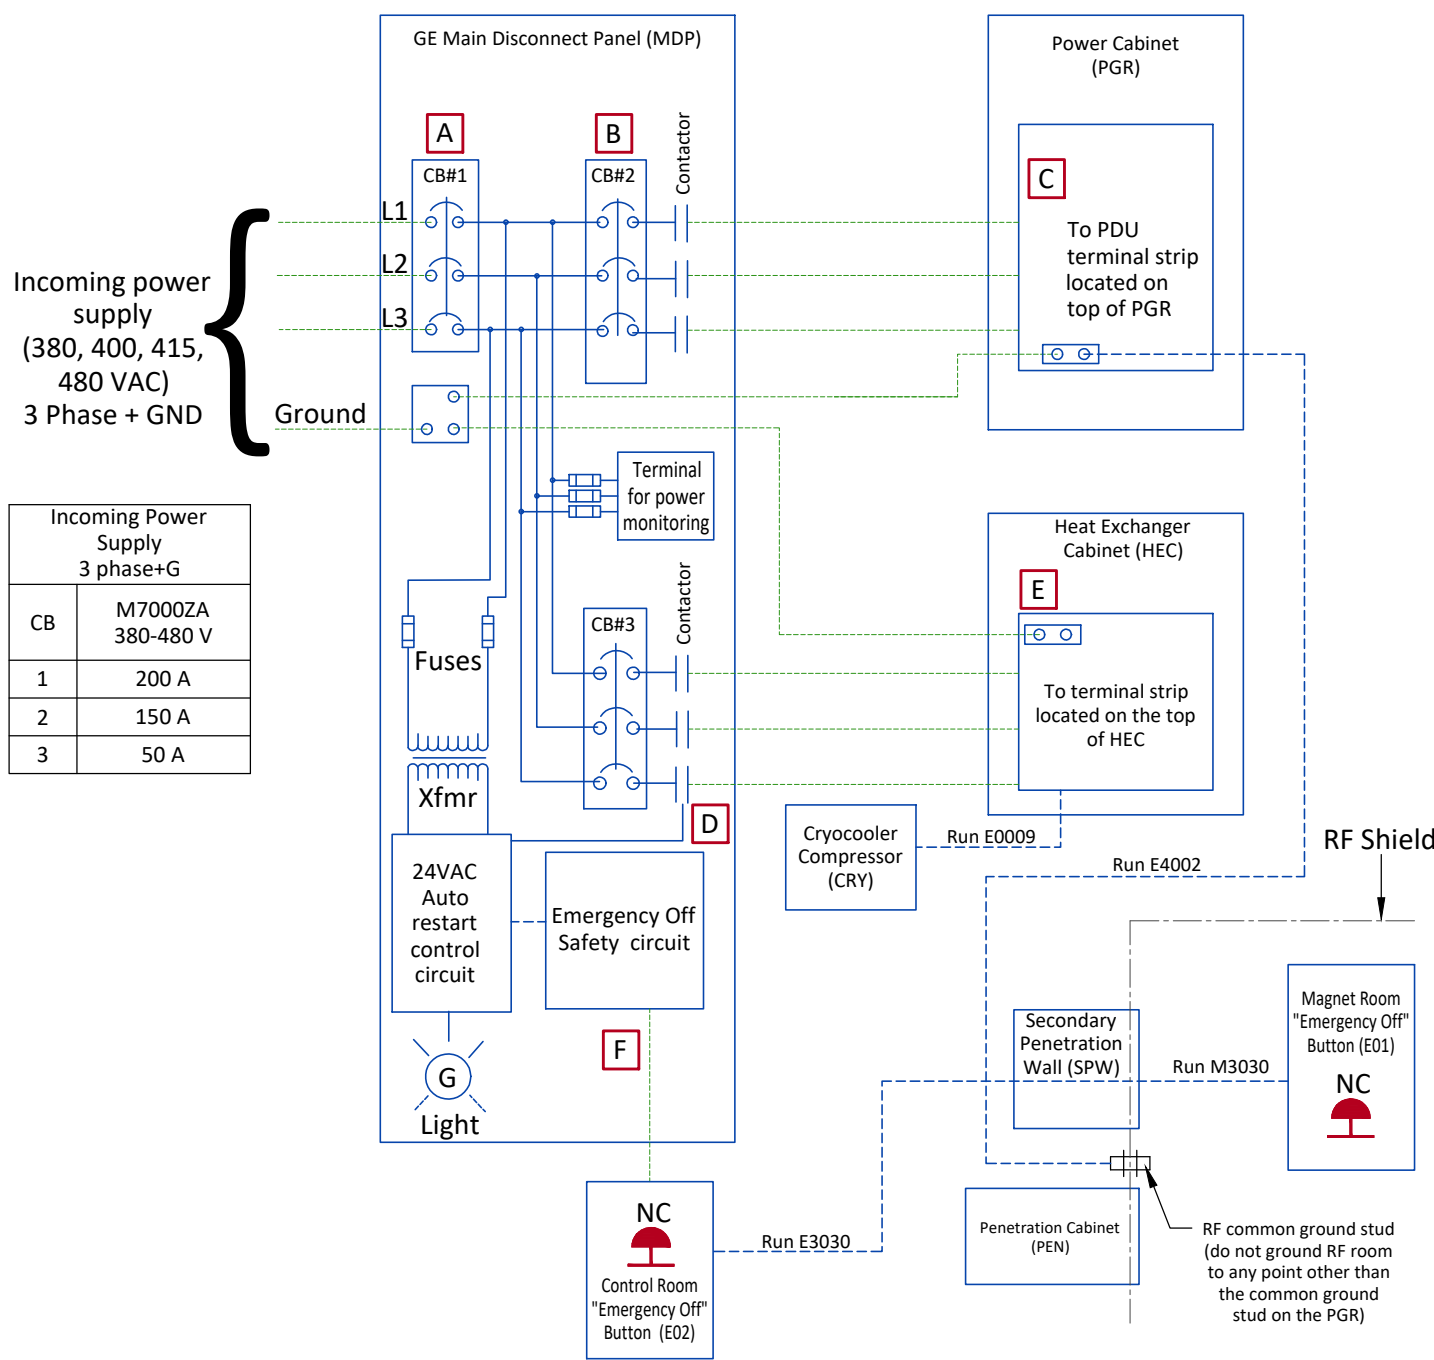 GE Main Disconnect Panel (MDP)
Power Cabinet
(PGR)
A
B
Contactor
CB#1
CB#2
C
L1
L2
L3
To PDU
terminal strip
located on
top of PGR
Incoming power
supply
(380, 400, 415,
480 VAC)
3 Phase + GND
Ground
Terminal
for power
monitoring
Incoming Power
Supply
3 phase+G
CB
M7000ZA
380-480 V
1
200 A
2
150 A
3
50 A
Heat Exchanger
Cabinet (HEC)
E
To terminal strip
located on the top
of HEC
Contactor
CB#3
Fuses
Xfmr
D
24VAC
Auto
restart
control
circuit
Emergency Off
Safety circuit
Cryocooler
Compressor
(CRY)
Run E0009
Run E4002
RF Shield
F
G
Light
Secondary
Penetration
Wall (SPW)
Run M3030
Magnet Room
"Emergency Off"
Button (E01)
NC
NC
Control Room
"Emergency Off"
Button (E02)
Run E3030
Penetration Cabinet
(PEN)
RF common ground stud
(do not ground RF room
to any point other than
the common ground
stud on the PGR)